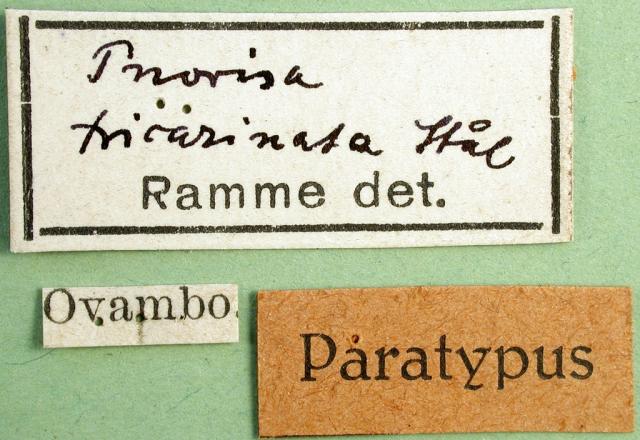 Pnorisa
tricarinata Stål
Ramme det.
Ovambo.
Paratypus